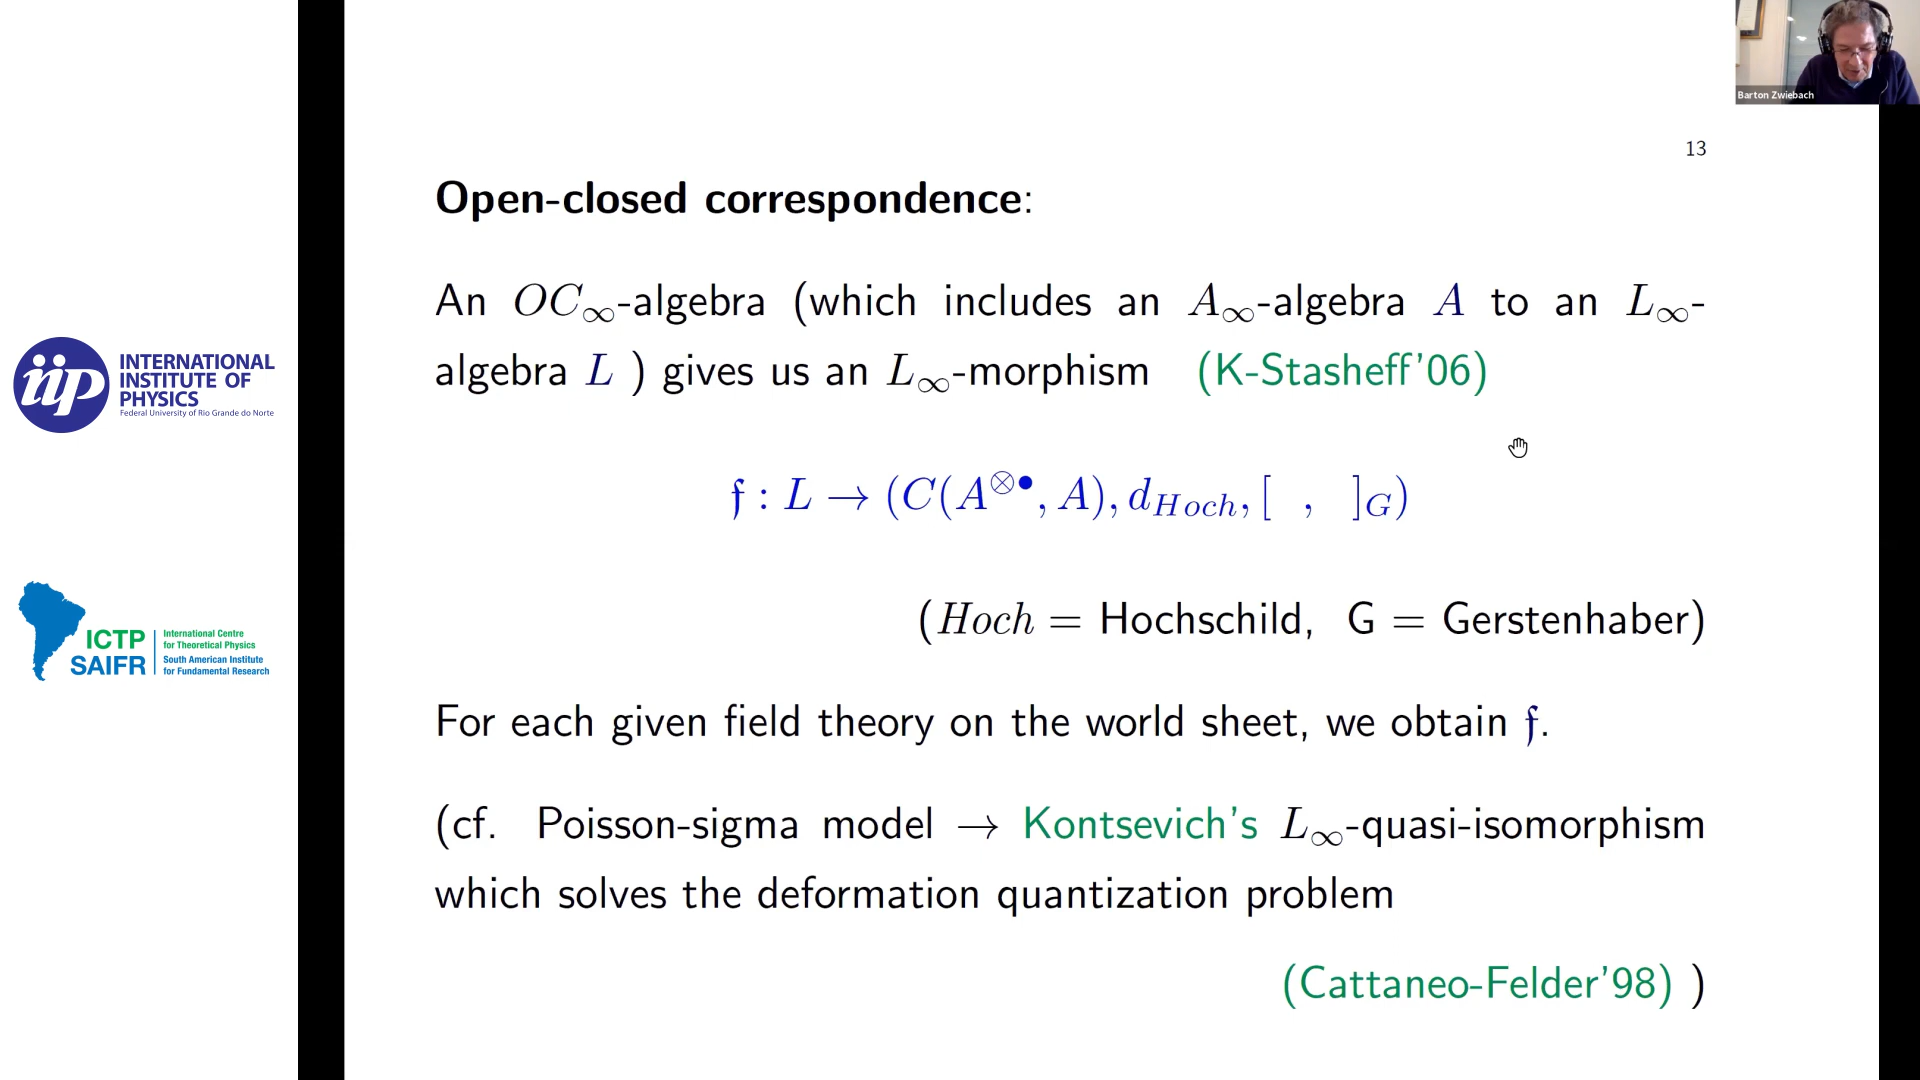 Barton Zwiebach
13
Open-closed correspondence:
An OC∞-algebra (which includes an A∞-algebra A to an L∞-
algebra L ) gives us an L∞-morphism (K-Stasheff'06)
𝔣 : L → (C(A^{⊗•}, A), d_{Hoch}, [ , ]_G)
(Hoch = Hochschild, G = Gerstenhaber)
For each given field theory on the world sheet, we obtain 𝔣.
(cf. Poisson-sigma model → Kontsevich's L∞-quasi-isomorphism
which solves the deformation quantization problem
(Cattaneo-Felder'98) )
iip
INTERNATIONAL
INSTITUTE OF
PHYSICS
Federal University of Rio Grande do Norte
ICTP
SAIFR
International Centre
for Theoretical Physics
South American Institute
for Fundamental Research